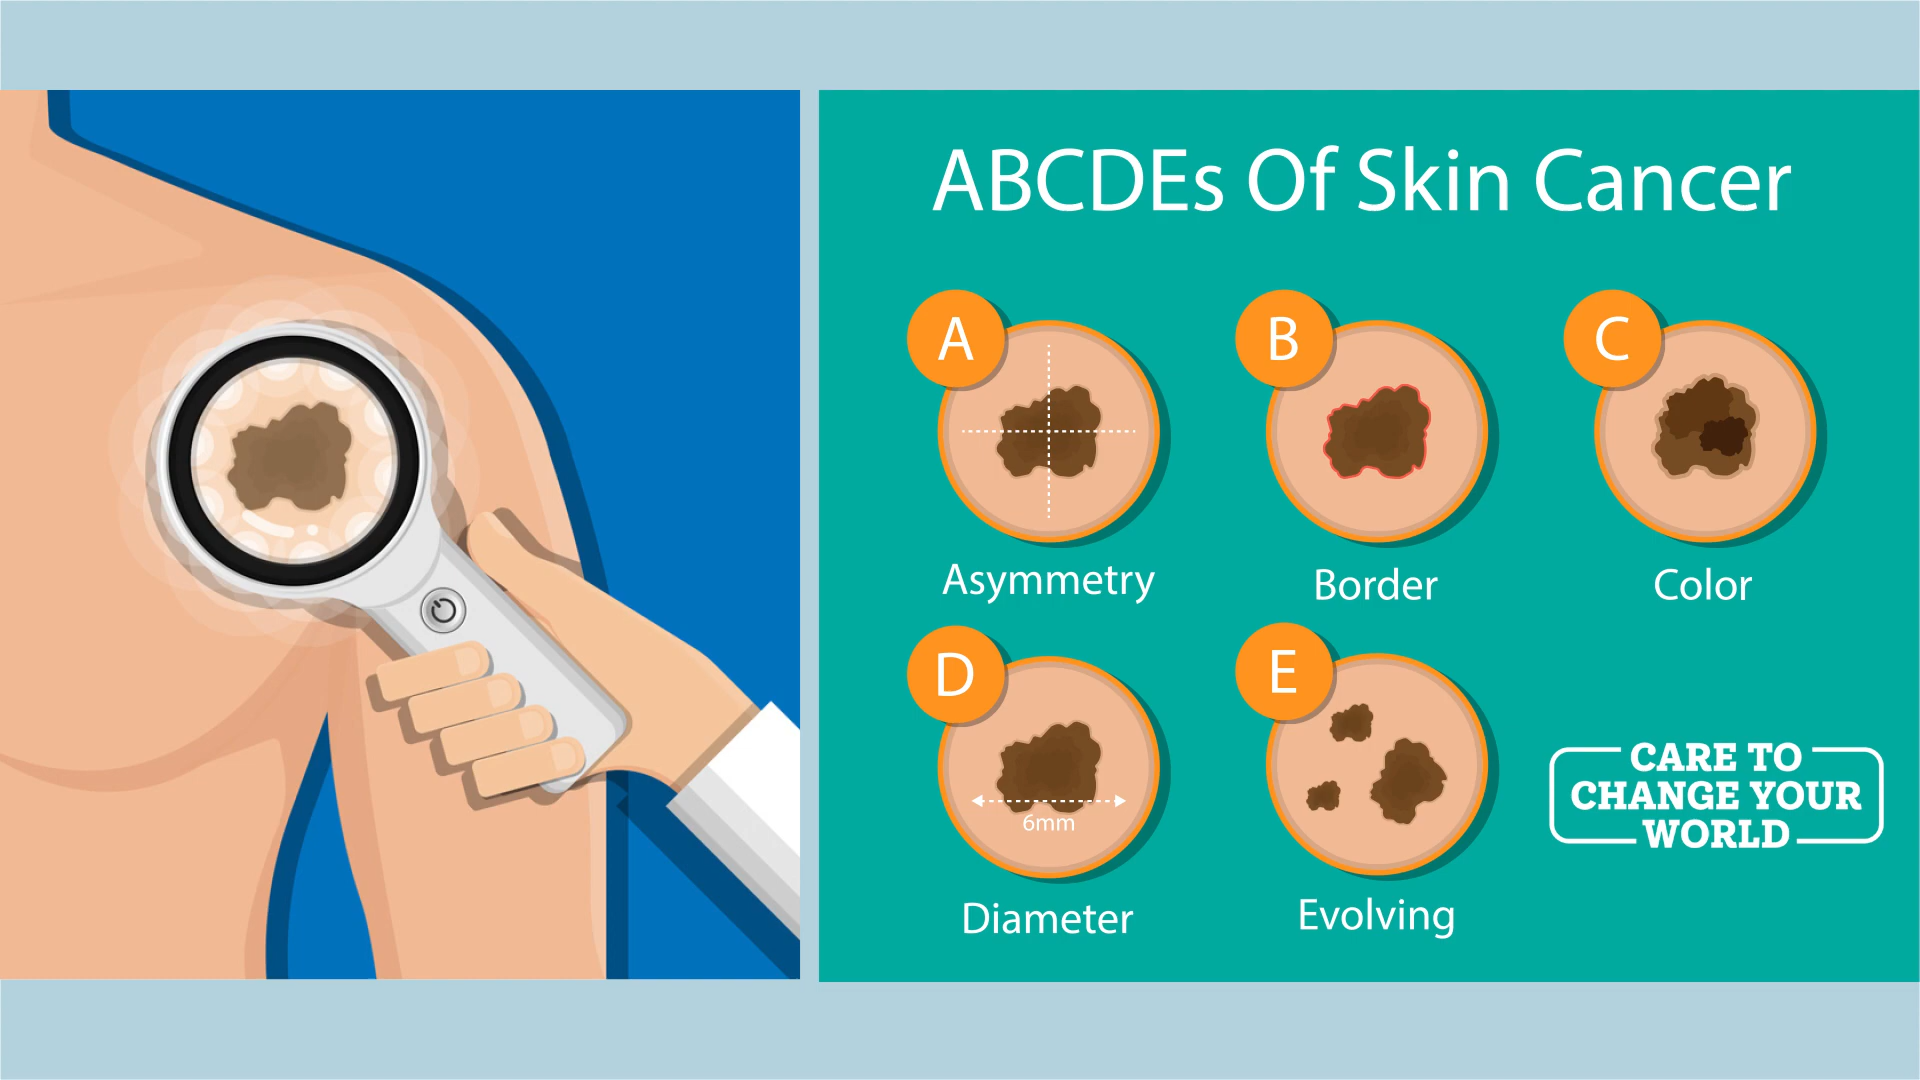 ABCDEs Of Skin Cancer
A
B
C
Asymmetry
Border
Color
D
E
6mm
Diameter
Evolving
CARE TO
CHANGE YOUR
WORLD